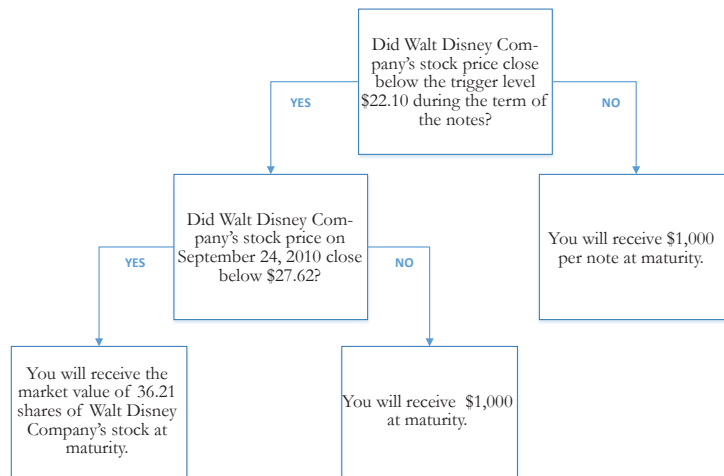 Did Walt Disney Com-
pany's stock price close
below the trigger level
$22.10 during the term of
the notes?
YES
NO
Did Walt Disney Com-
pany's stock price on
September 24, 2010 close
below $27.62?
You will receive $1,000
per note at maturity.
YES
NO
You will receive the
market value of 36.21
shares of Walt Disney
Company's stock at
maturity.
You will receive $1,000
at maturity.